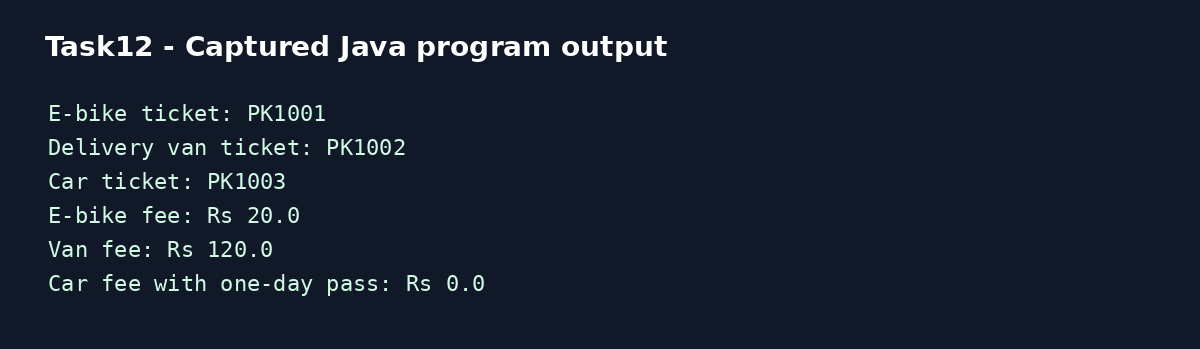 Task12 - Captured Java program output
E-bike ticket: PK1001
Delivery van ticket: PK1002
Car ticket: PK1003
E-bike fee: Rs 20.0
Van fee: Rs 120.0
Car fee with one-day pass: Rs 0.0